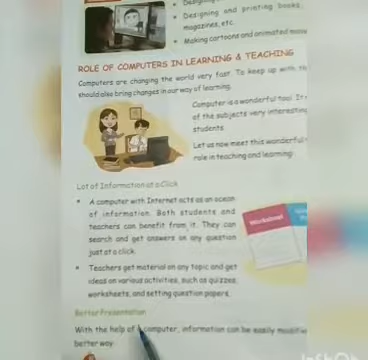 • Designing and printing books,
magazines, etc.
• Making cartoons and animated
ROLE OF COMPUTERS IN LEARNING & TEACHING
Computers are changing the world very fast. To keep up with
should also bring changes in our way of learning.
Computer is a wonderful tool. It
of the subjects very interesting
students.
Let us now meet this wonderful
role in teaching and learning:
Lot of Information at a Click
• A computer with Internet acts as an ocean
of information. Both students and
teachers can benefit from it. They can
search and get answers on any question
just at a click.
• Teachers get material on any topic and get
ideas on various activities, such as quizzes,
worksheets, and setting question papers.
Worksheet
Better Presentation
With the help of computer, information can be easily
better way.
InShOt